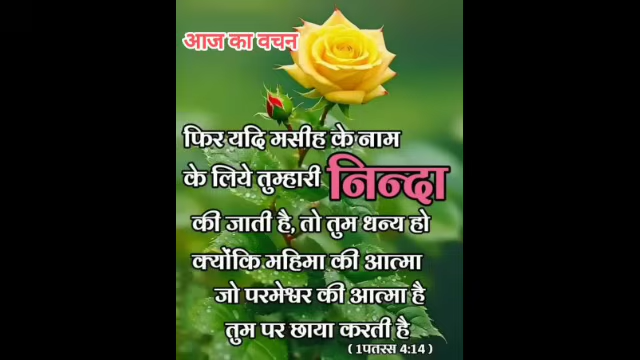 आज का वचन
फिर यदि मसीह के नाम
के लिये तुम्हारी निन्दा
की जाती है, तो तुम धन्य हो
क्योंकि महिमा की आत्मा
जो परमेश्वर की आत्मा है
तुम पर छाया करती है
( 1पतरस 4:14 )